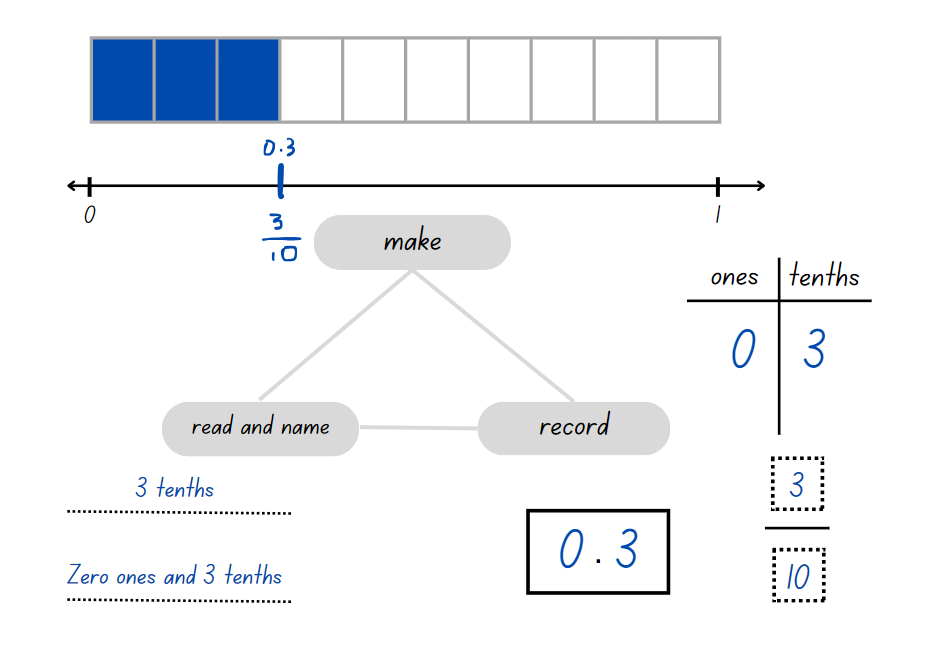 0.3
0 1
3
10
make
ones tenths
0 3
read and name
record
3 tenths
3
0.3
Zero ones and 3 tenths
10